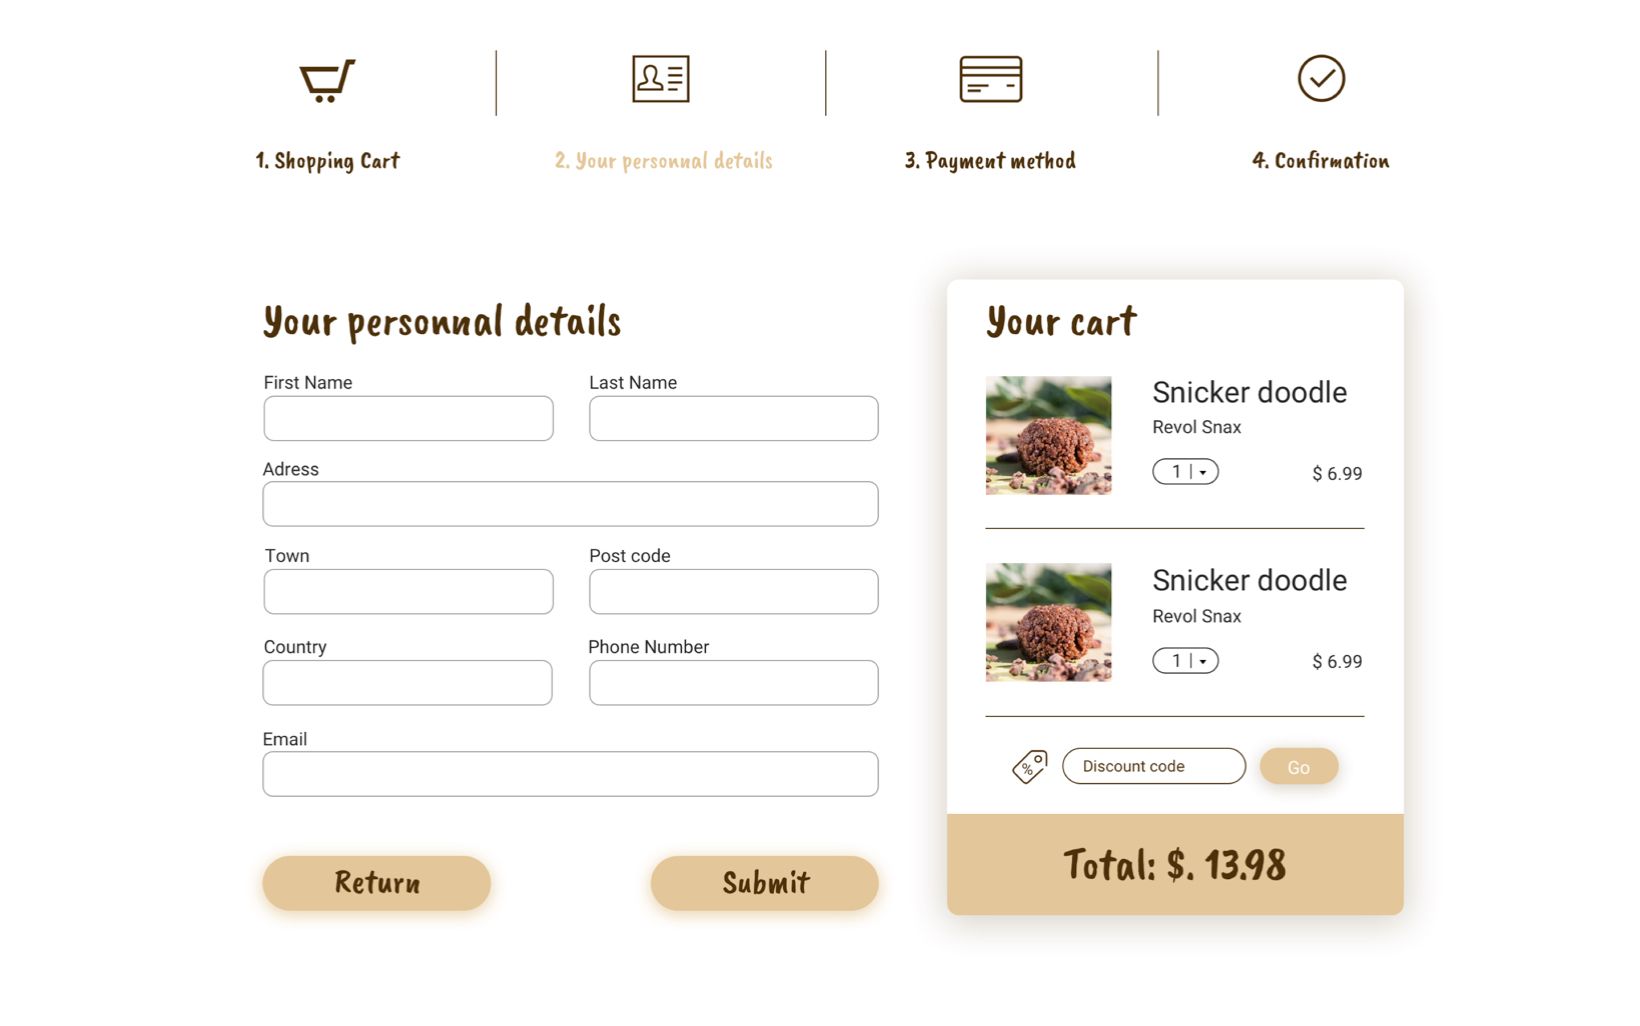 1. Shopping Cart
2. Your personnal details
3. Payment method
4. Confirmation
Your personnal details
First Name
Last Name
Adress
Town
Post code
Country
Phone Number
Email
Return
Submit
Your cart
Snicker doodle
Revol Snax
1
$ 6.99
Snicker doodle
Revol Snax
1
$ 6.99
%
Discount code
Go
Total: $. 13.98